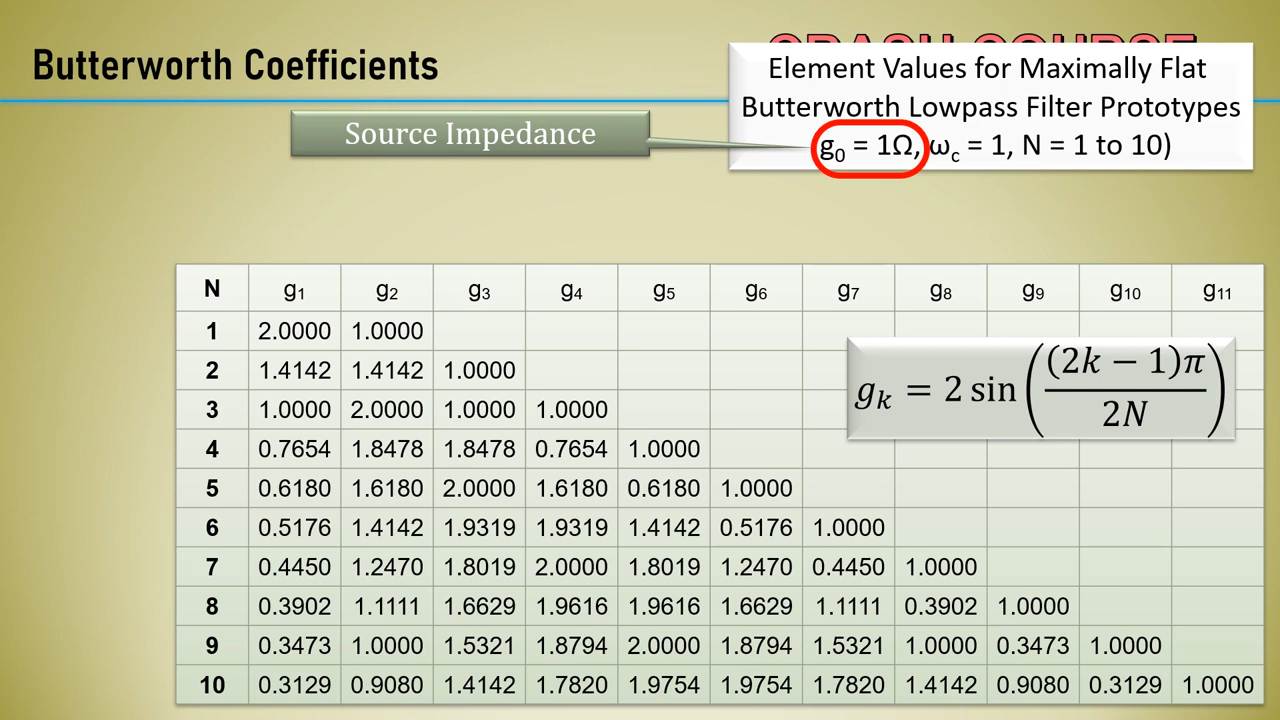 Butterworth Coefficients
CRASH COURSE
Element Values for Maximally Flat
Butterworth Lowpass Filter Prototypes
g₀ = 1Ω, ω꜀ = 1, N = 1 to 10)
Source Impedance
N g₁ g₂ g₃ g₄ g₅ g₆ g₇ g₈ g₉ g₁₀ g₁₁
1 2.0000 1.0000
2 1.4142 1.4142 1.0000
3 1.0000 2.0000 1.0000 1.0000
4 0.7654 1.8478 1.8478 0.7654 1.0000
5 0.6180 1.6180 2.0000 1.6180 0.6180 1.0000
6 0.5176 1.4142 1.9319 1.9319 1.4142 0.5176 1.0000
7 0.4450 1.2470 1.8019 2.0000 1.8019 1.2470 0.4450 1.0000
8 0.3902 1.1111 1.6629 1.9616 1.9616 1.6629 1.1111 0.3902 1.0000
9 0.3473 1.0000 1.5321 1.8794 2.0000 1.8794 1.5321 1.0000 0.3473 1.0000
10 0.3129 0.9080 1.4142 1.7820 1.9754 1.9754 1.7820 1.4142 0.9080 0.3129 1.0000
gₖ = 2 sin((2k − 1)π / 2N)